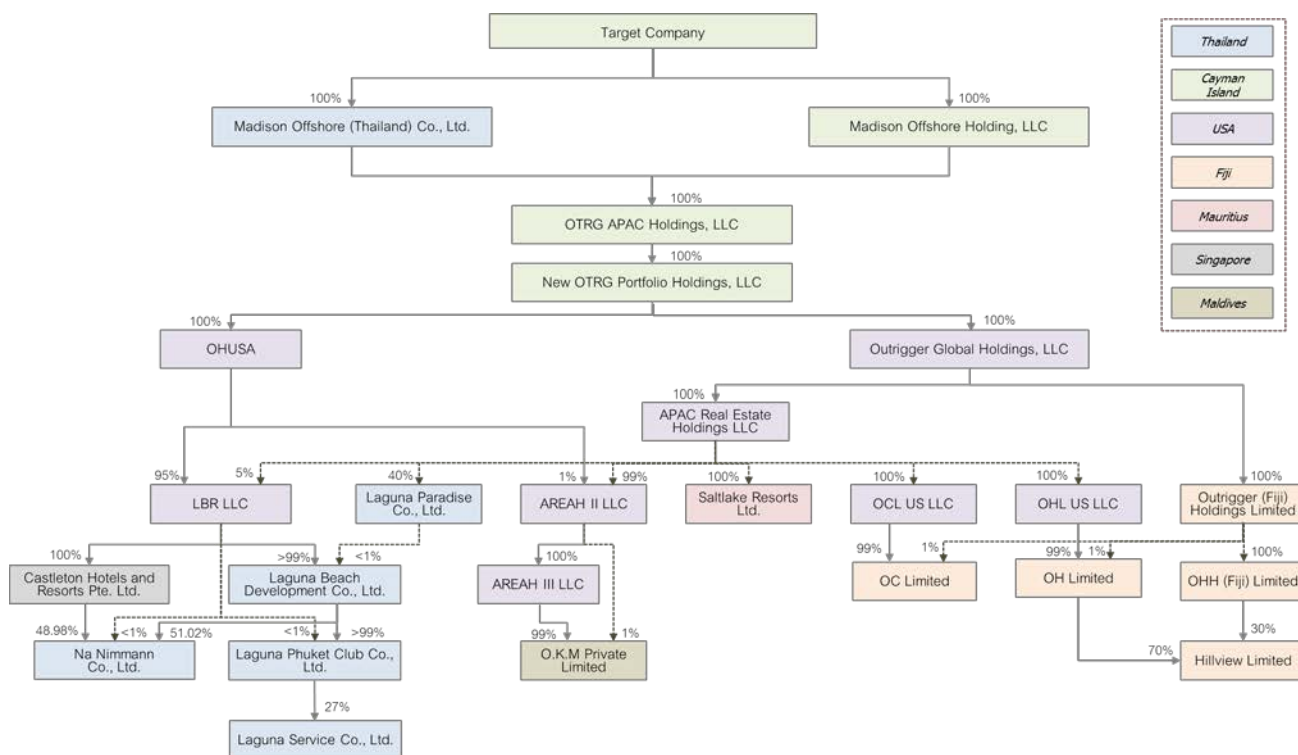 Target Company
Thailand
Cayman
Island
USA
Fiji
Mauritius
Singapore
Maldives
100%
100%
Madison Offshore (Thailand) Co., Ltd.
Madison Offshore Holding, LLC
100%
OTRG APAC Holdings, LLC
100%
New OTRG Portfolio Holdings, LLC
100%
100%
OHUSA
Outrigger Global Holdings, LLC
100%
APAC Real Estate
Holdings LLC
95%
5%
40%
1%
99%
100%
100%
100%
100%
LBR LLC
Laguna Paradise
Co., Ltd.
AREAH II LLC
Saltlake Resorts
Ltd.
OCL US LLC
OHL US LLC
Outrigger (Fiji)
Holdings Limited
100%
>99%
<1%
100%
99%
1%
99%
1%
100%
Castleton Hotels and
Resorts Pte. Ltd.
Laguna Beach
Development Co., Ltd.
AREAH III LLC
OC Limited
OH Limited
OHH (Fiji) Limited
48.98%
<1%
51.02%
<1%
>99%
99%
1%
30%
Na Nimmann
Co., Ltd.
Laguna Phuket Club Co.,
Ltd.
O.K.M Private
Limited
70%
Hillview Limited
27%
Laguna Service Co., Ltd.